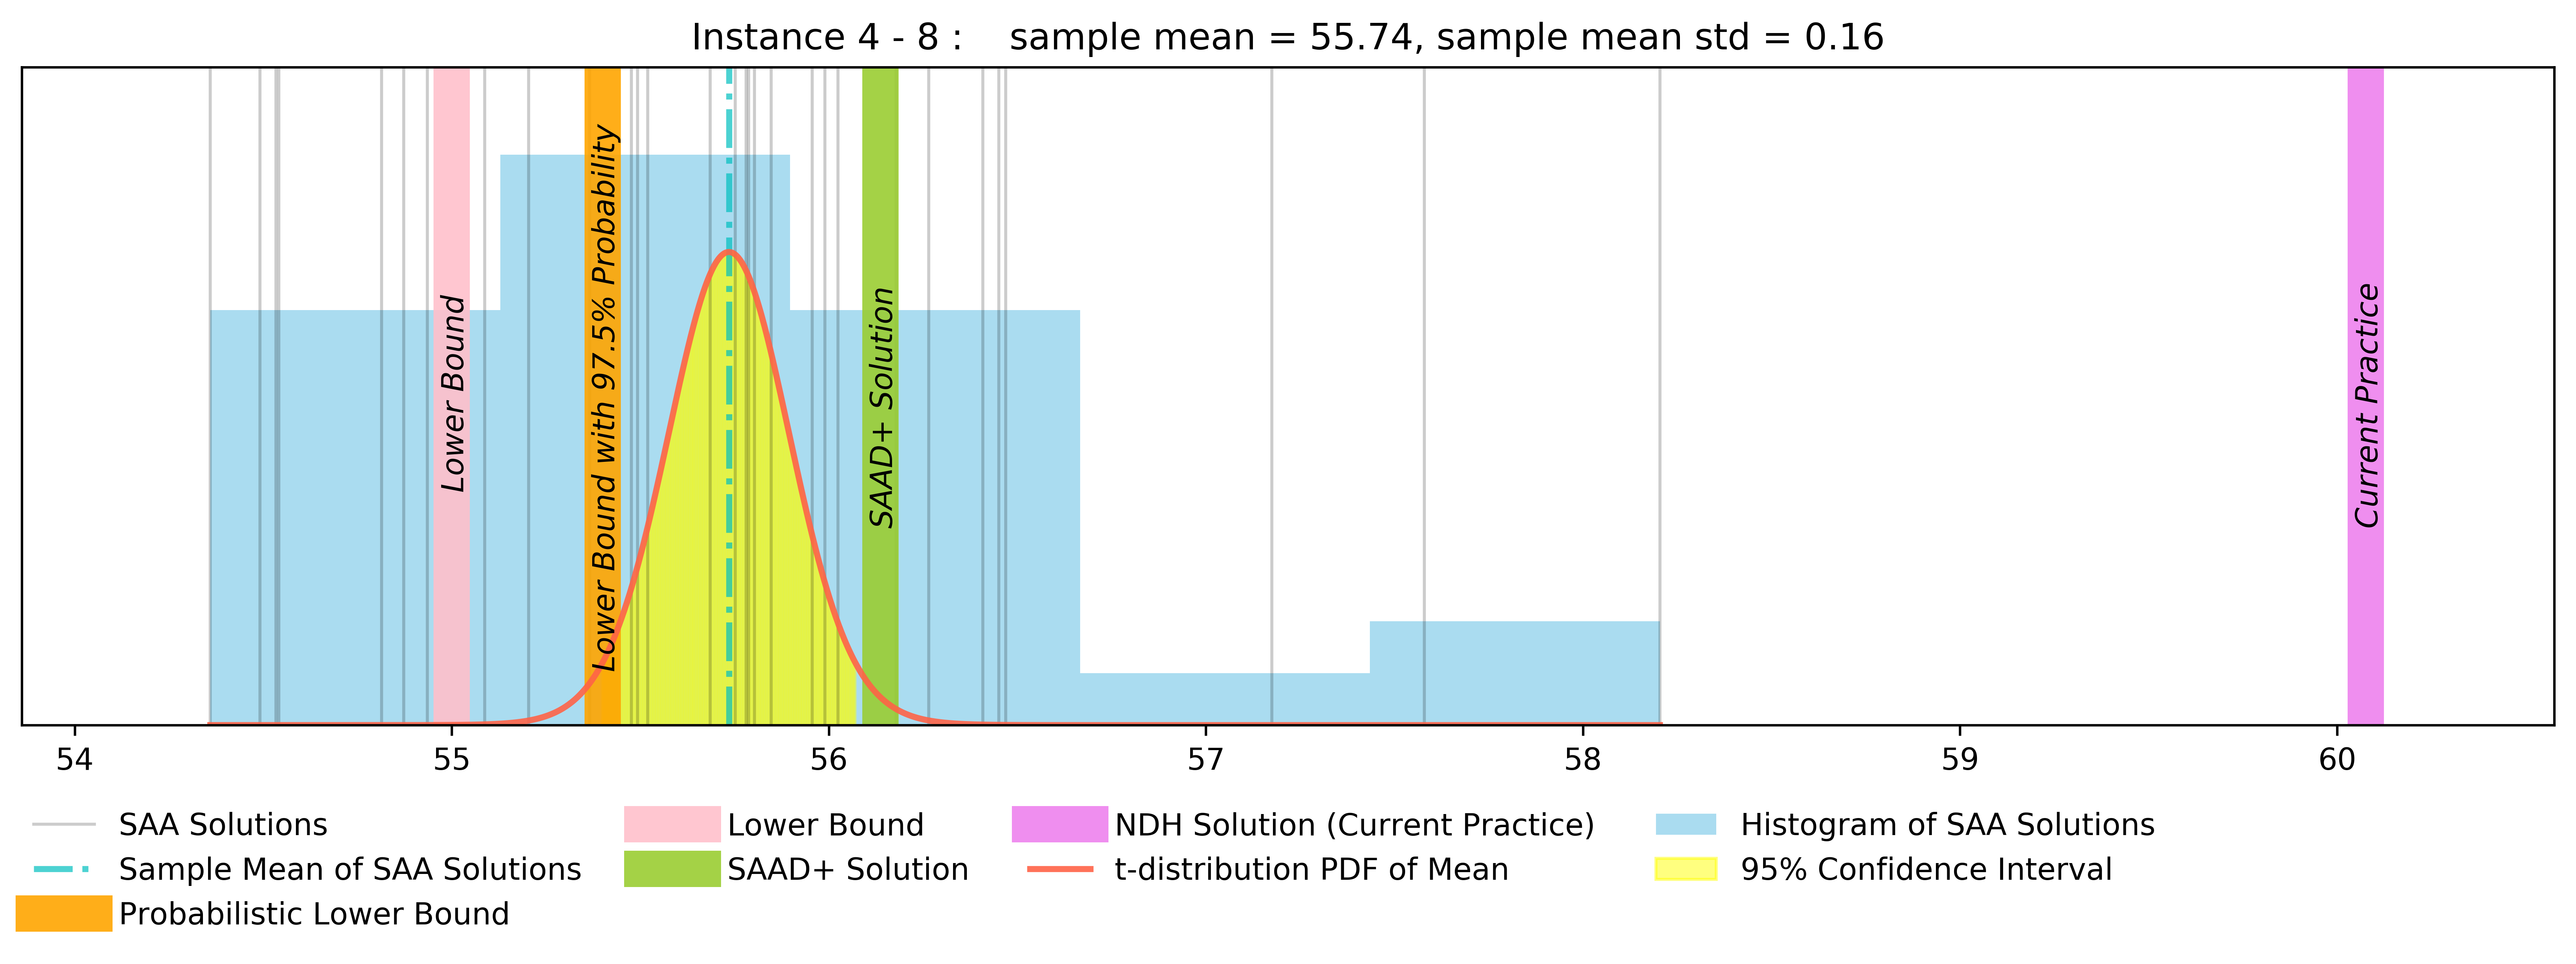 Instance 4 - 8 :    sample mean = 55.74, sample mean std = 0.16
Lower Bound
Lower Bound with 97.5% Probability
SAAD+ Solution
Current Practice
54 55 56 57 58 59 60
SAA Solutions
Sample Mean of SAA Solutions
Probabilistic Lower Bound
Lower Bound
SAAD+ Solution
NDH Solution (Current Practice)
t-distribution PDF of Mean
Histogram of SAA Solutions
95% Confidence Interval